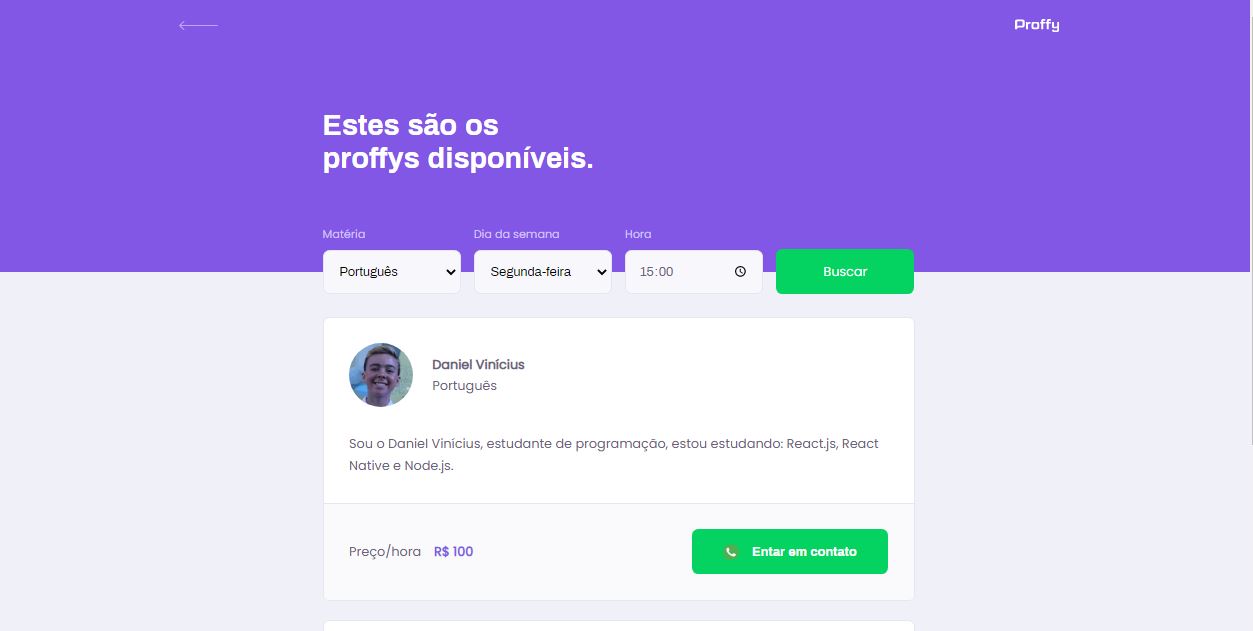 Proffy
Estes são os
proffys disponíveis.
Matéria Dia da semana Hora
Português Segunda-feira 15:00 Buscar
Daniel Vinícius
Português
Sou o Daniel Vinícius, estudante de programação, estou estudando: React.js, React
Native e Node.js.
Preço/hora R$ 100 Entar em contato